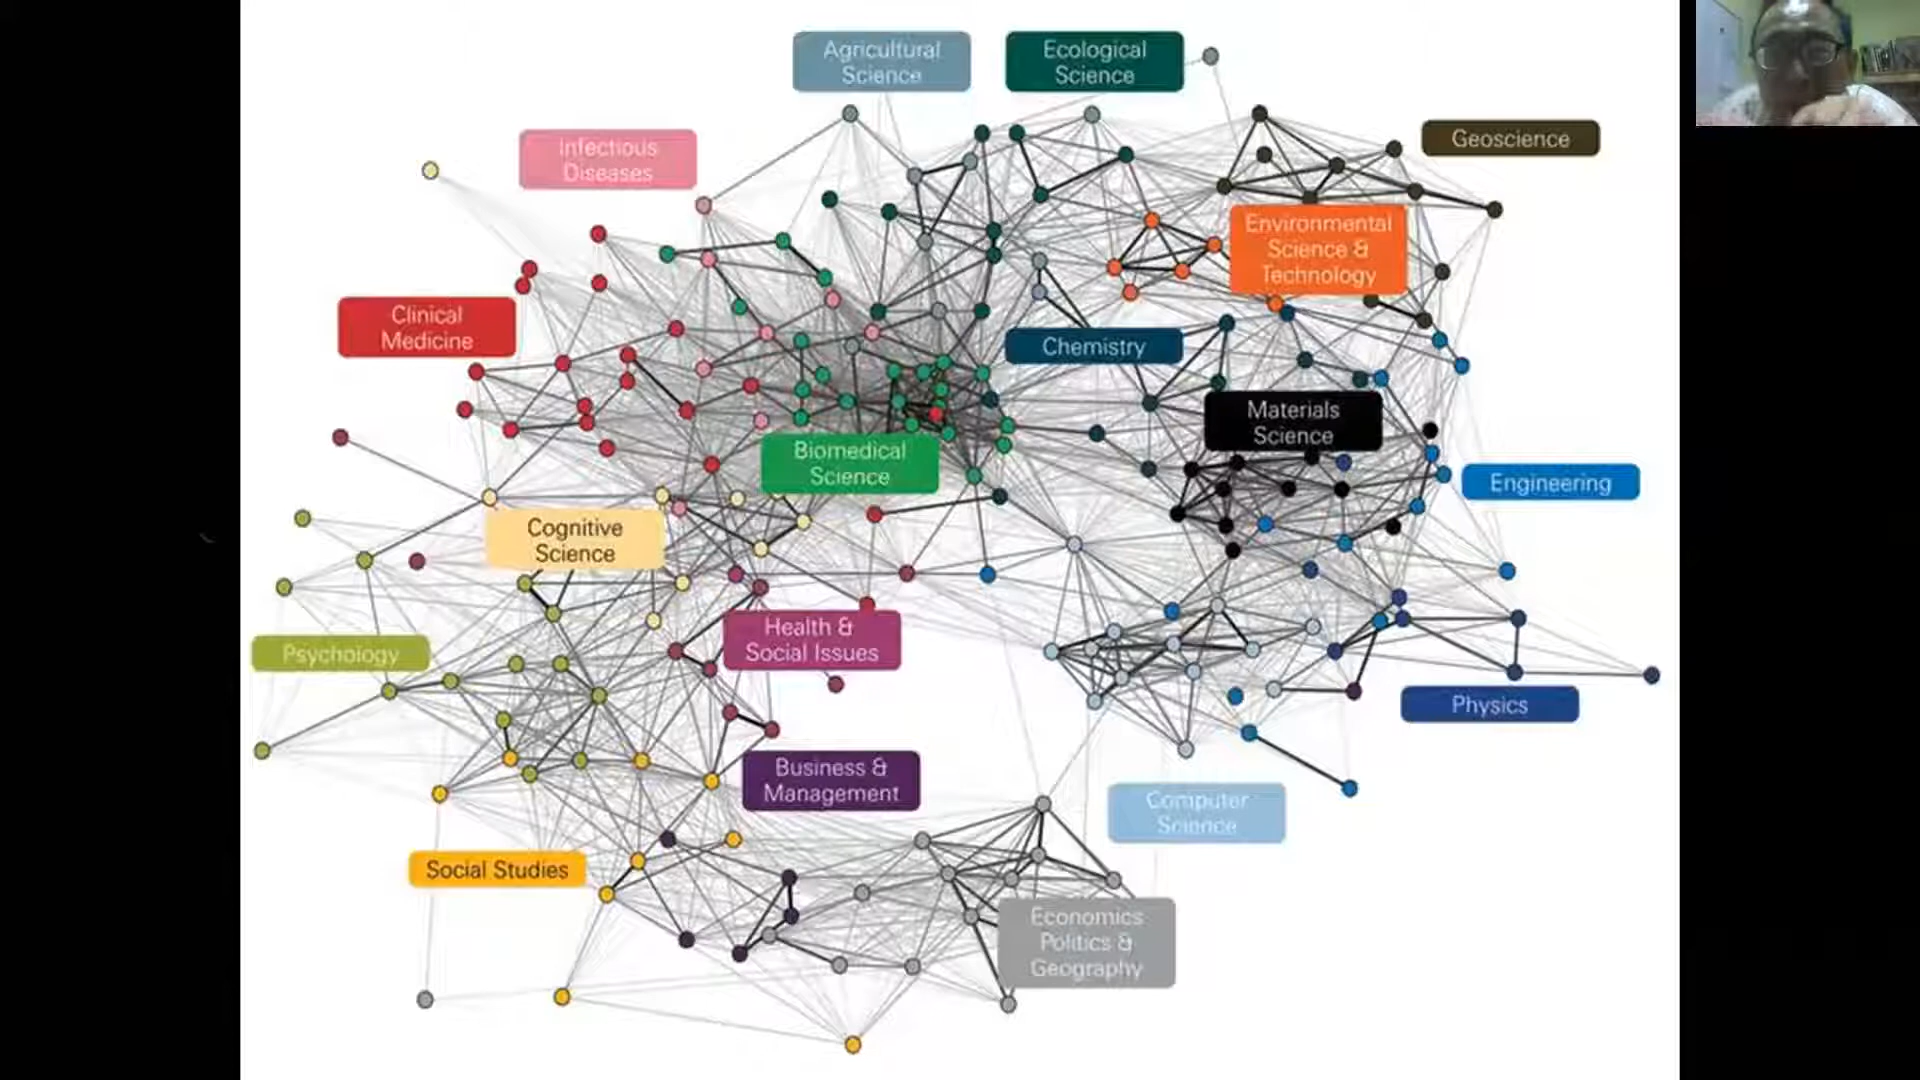 Agricultural
Science
Ecological
Science
Geoscience
Infectious
Diseases
Environmental
Science &
Technology
Clinical
Medicine
Chemistry
Materials
Science
Biomedical
Science
Engineering
Cognitive
Science
Psychology
Health &
Social Issues
Physics
Business &
Management
Computer
Science
Social Studies
Economics
Politics &
Geography